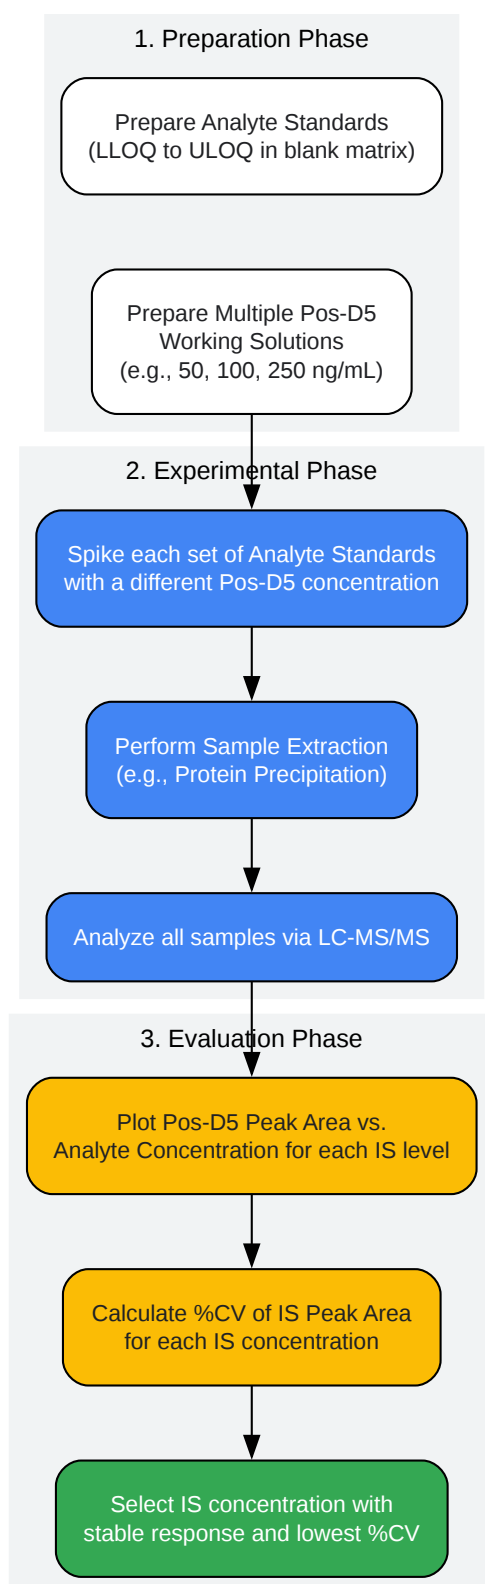 1. Preparation Phase
Prepare Analyte Standards
(LLOQ to ULOQ in blank matrix)
Prepare Multiple Pos-D5
Working Solutions
(e.g., 50, 100, 250 ng/mL)
2. Experimental Phase
Spike each set of Analyte Standards
with a different Pos-D5 concentration
Perform Sample Extraction
(e.g., Protein Precipitation)
Analyze all samples via LC-MS/MS
3. Evaluation Phase
Plot Pos-D5 Peak Area vs.
Analyte Concentration for each IS level
Calculate %CV of IS Peak Area
for each IS concentration
Select IS concentration with
stable response and lowest %CV